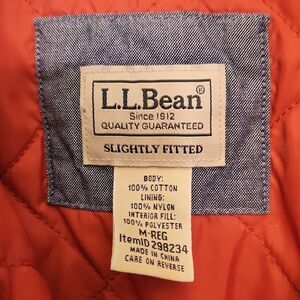 L.L.Bean®
Since 1912
QUALITY GUARANTEED
SLIGHTLY FITTED
BODY:
100% COTTON
LINING:
100% NYLON
INTERIOR FILL:
100% POLYESTER
M-REG
ItemID 298234
MADE IN CHINA
CARE ON REVERSE